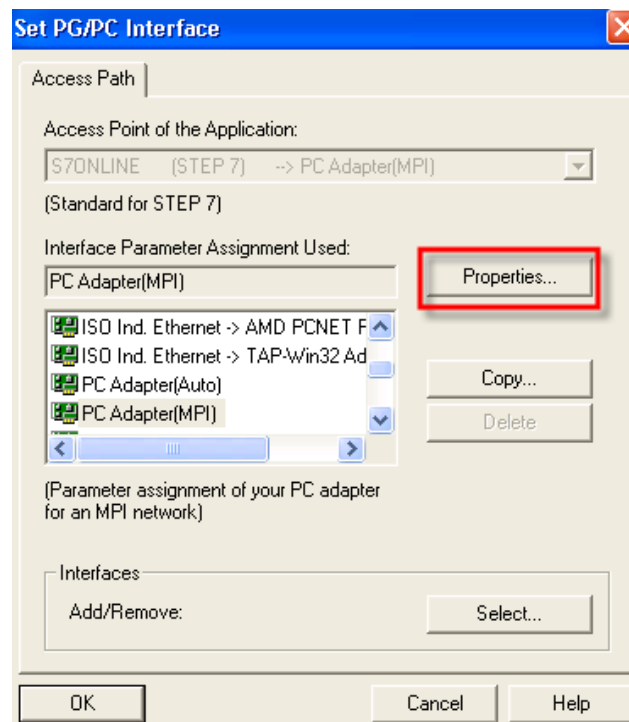 Set PG/PC Interface
Access Path
Access Point of the Application:
S7ONLINE (STEP 7) --> PC Adapter(MPI)
(Standard for STEP 7)
Interface Parameter Assignment Used:
PC Adapter(MPI)
Properties...
ISO Ind. Ethernet -> AMD PCNET F
ISO Ind. Ethernet -> TAP-Win32 Ad
PC Adapter(Auto)
PC Adapter(MPI)
Copy...
Delete
(Parameter assignment of your PC adapter
for an MPI network)
Interfaces
Add/Remove:
Select...
OK
Cancel
Help